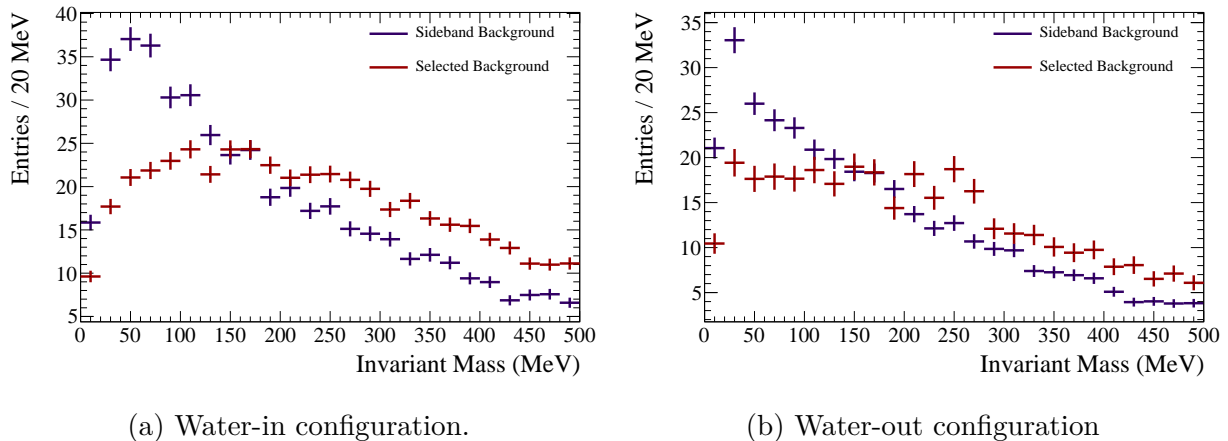 40
35
30
25
20
15
10
5
0 50 100 150 200 250 300 350 400 450 500
Entries / 20 MeV
Invariant Mass (MeV)
Sideband Background
Selected Background
(a) Water-in configuration.
35
30
25
20
15
10
5
0 50 100 150 200 250 300 350 400 450 500
Entries / 20 MeV
Invariant Mass (MeV)
Sideband Background
Selected Background
(b) Water-out configuration